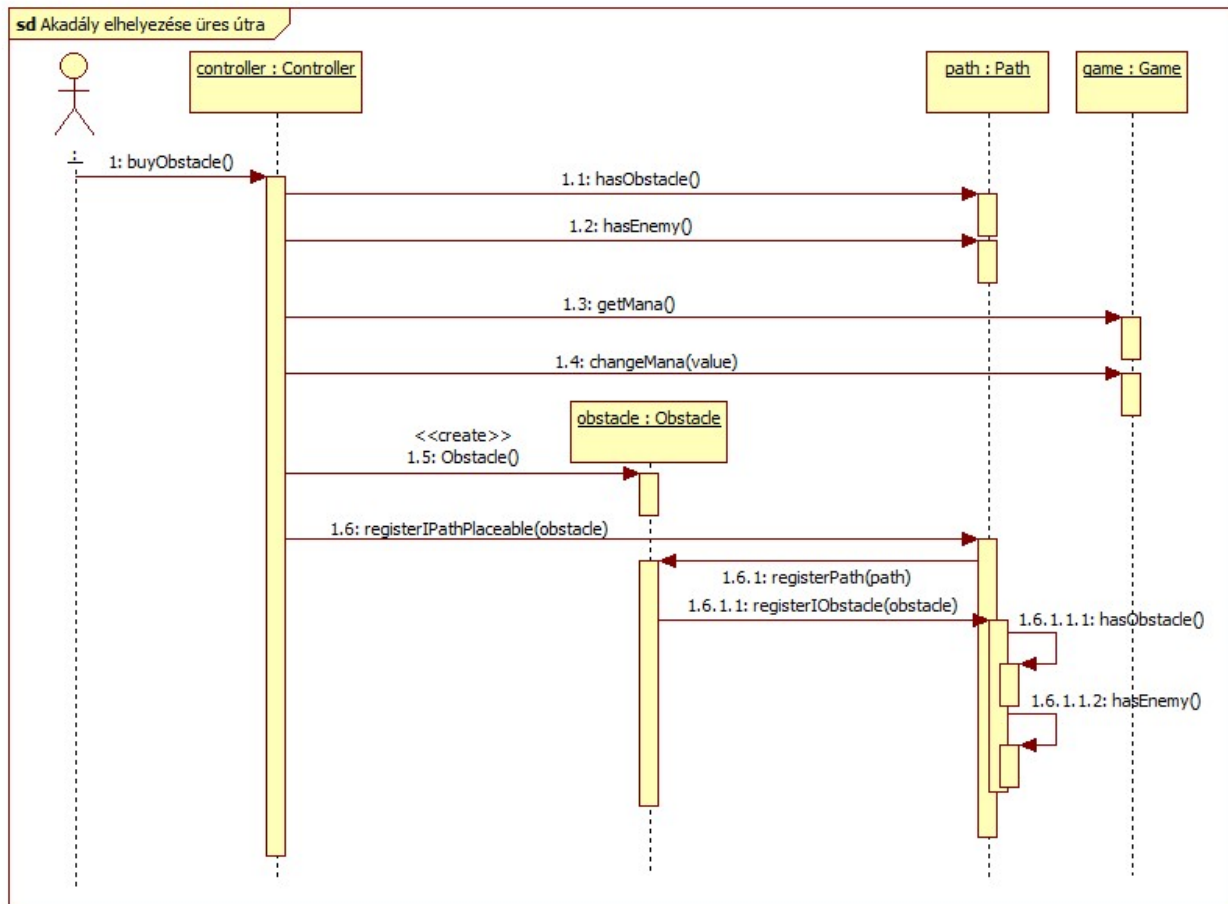 sd Akadály elhelyezése üres útra
controller : Controller
path : Path
game : Game
:
1: buyObstacle()
1.1: hasObstacle()
1.2: hasEnemy()
1.3: getMana()
1.4: changeMana(value)
obstacle : Obstacle
<<create>>
1.5: Obstacle()
1.6: registerIPathPlaceable(obstacle)
1.6.1: registerPath(path)
1.6.1.1: registerIObstacle(obstacle)
1.6.1.1.1: hasObstacle()
1.6.1.1.2: hasEnemy()